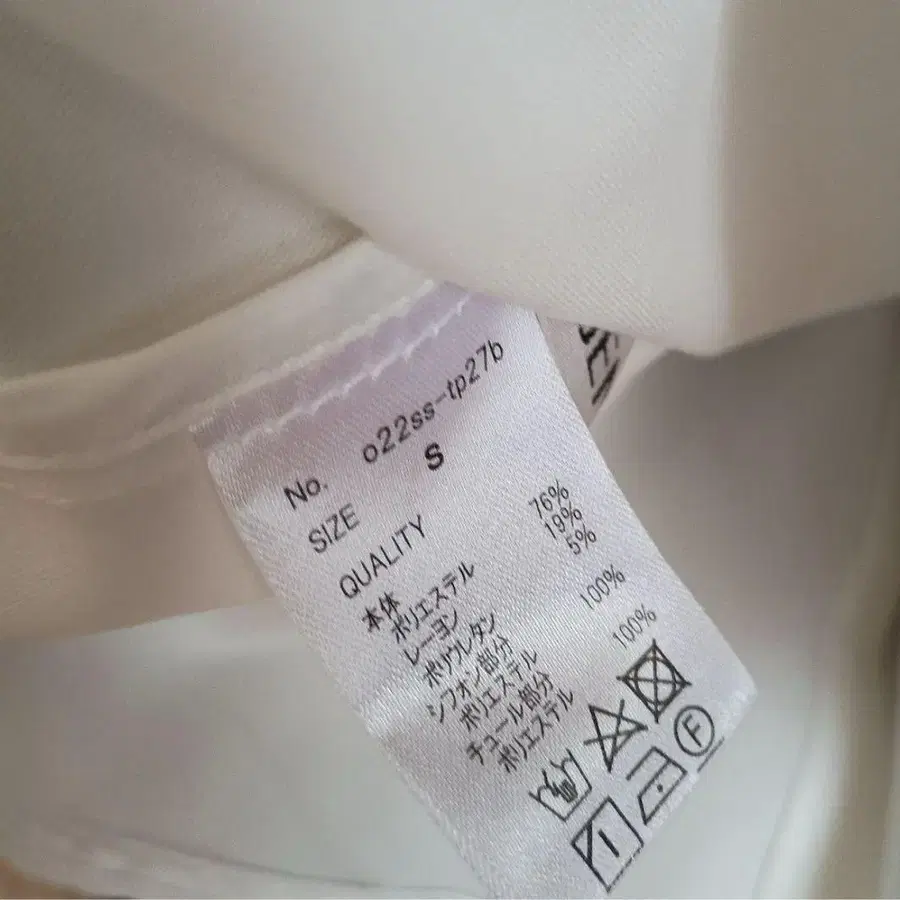 No. o22ss-tp27b
SIZE S
QUALITY
本体
ポリエステル 76%
レーヨン 19%
ポリウレタン 5%
シフォン部分
ポリエステル 100%
チュール部分
ポリエステル 100%
F